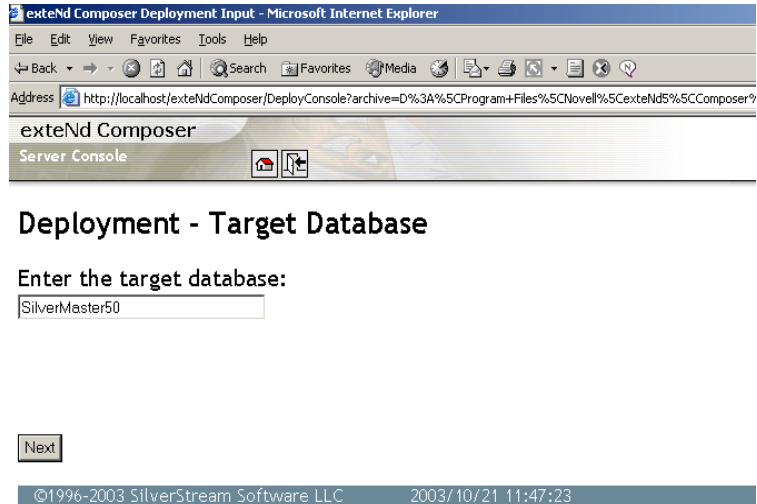 exteNd Composer Deployment Input - Microsoft Internet Explorer
File Edit View Favorites Tools Help
Back Search Favorites Media
Address http://localhost/exteNdComposer/DeployConsole?archive=D%3A%5CProgram+Files%5CNovell%5CexteNd5%5CComposer%
exteNd Composer
Server Console
Deployment - Target Database
Enter the target database:
SilverMaster50
Next
©1996-2003 SilverStream Software LLC 2003/10/21 11:47:23